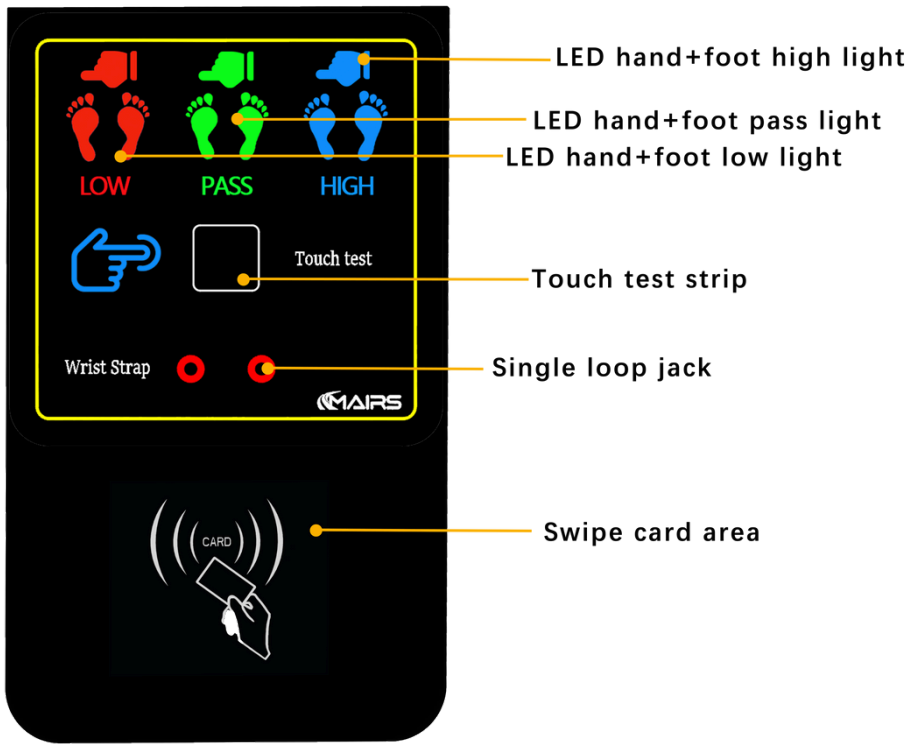 LED hand+foot high light
LED hand+foot pass light
LED hand+foot low light
LOW PASS HIGH
Touch test
Touch test strip
Wrist Strap
Single loop jack
MAIRS
Swipe card area
CARD